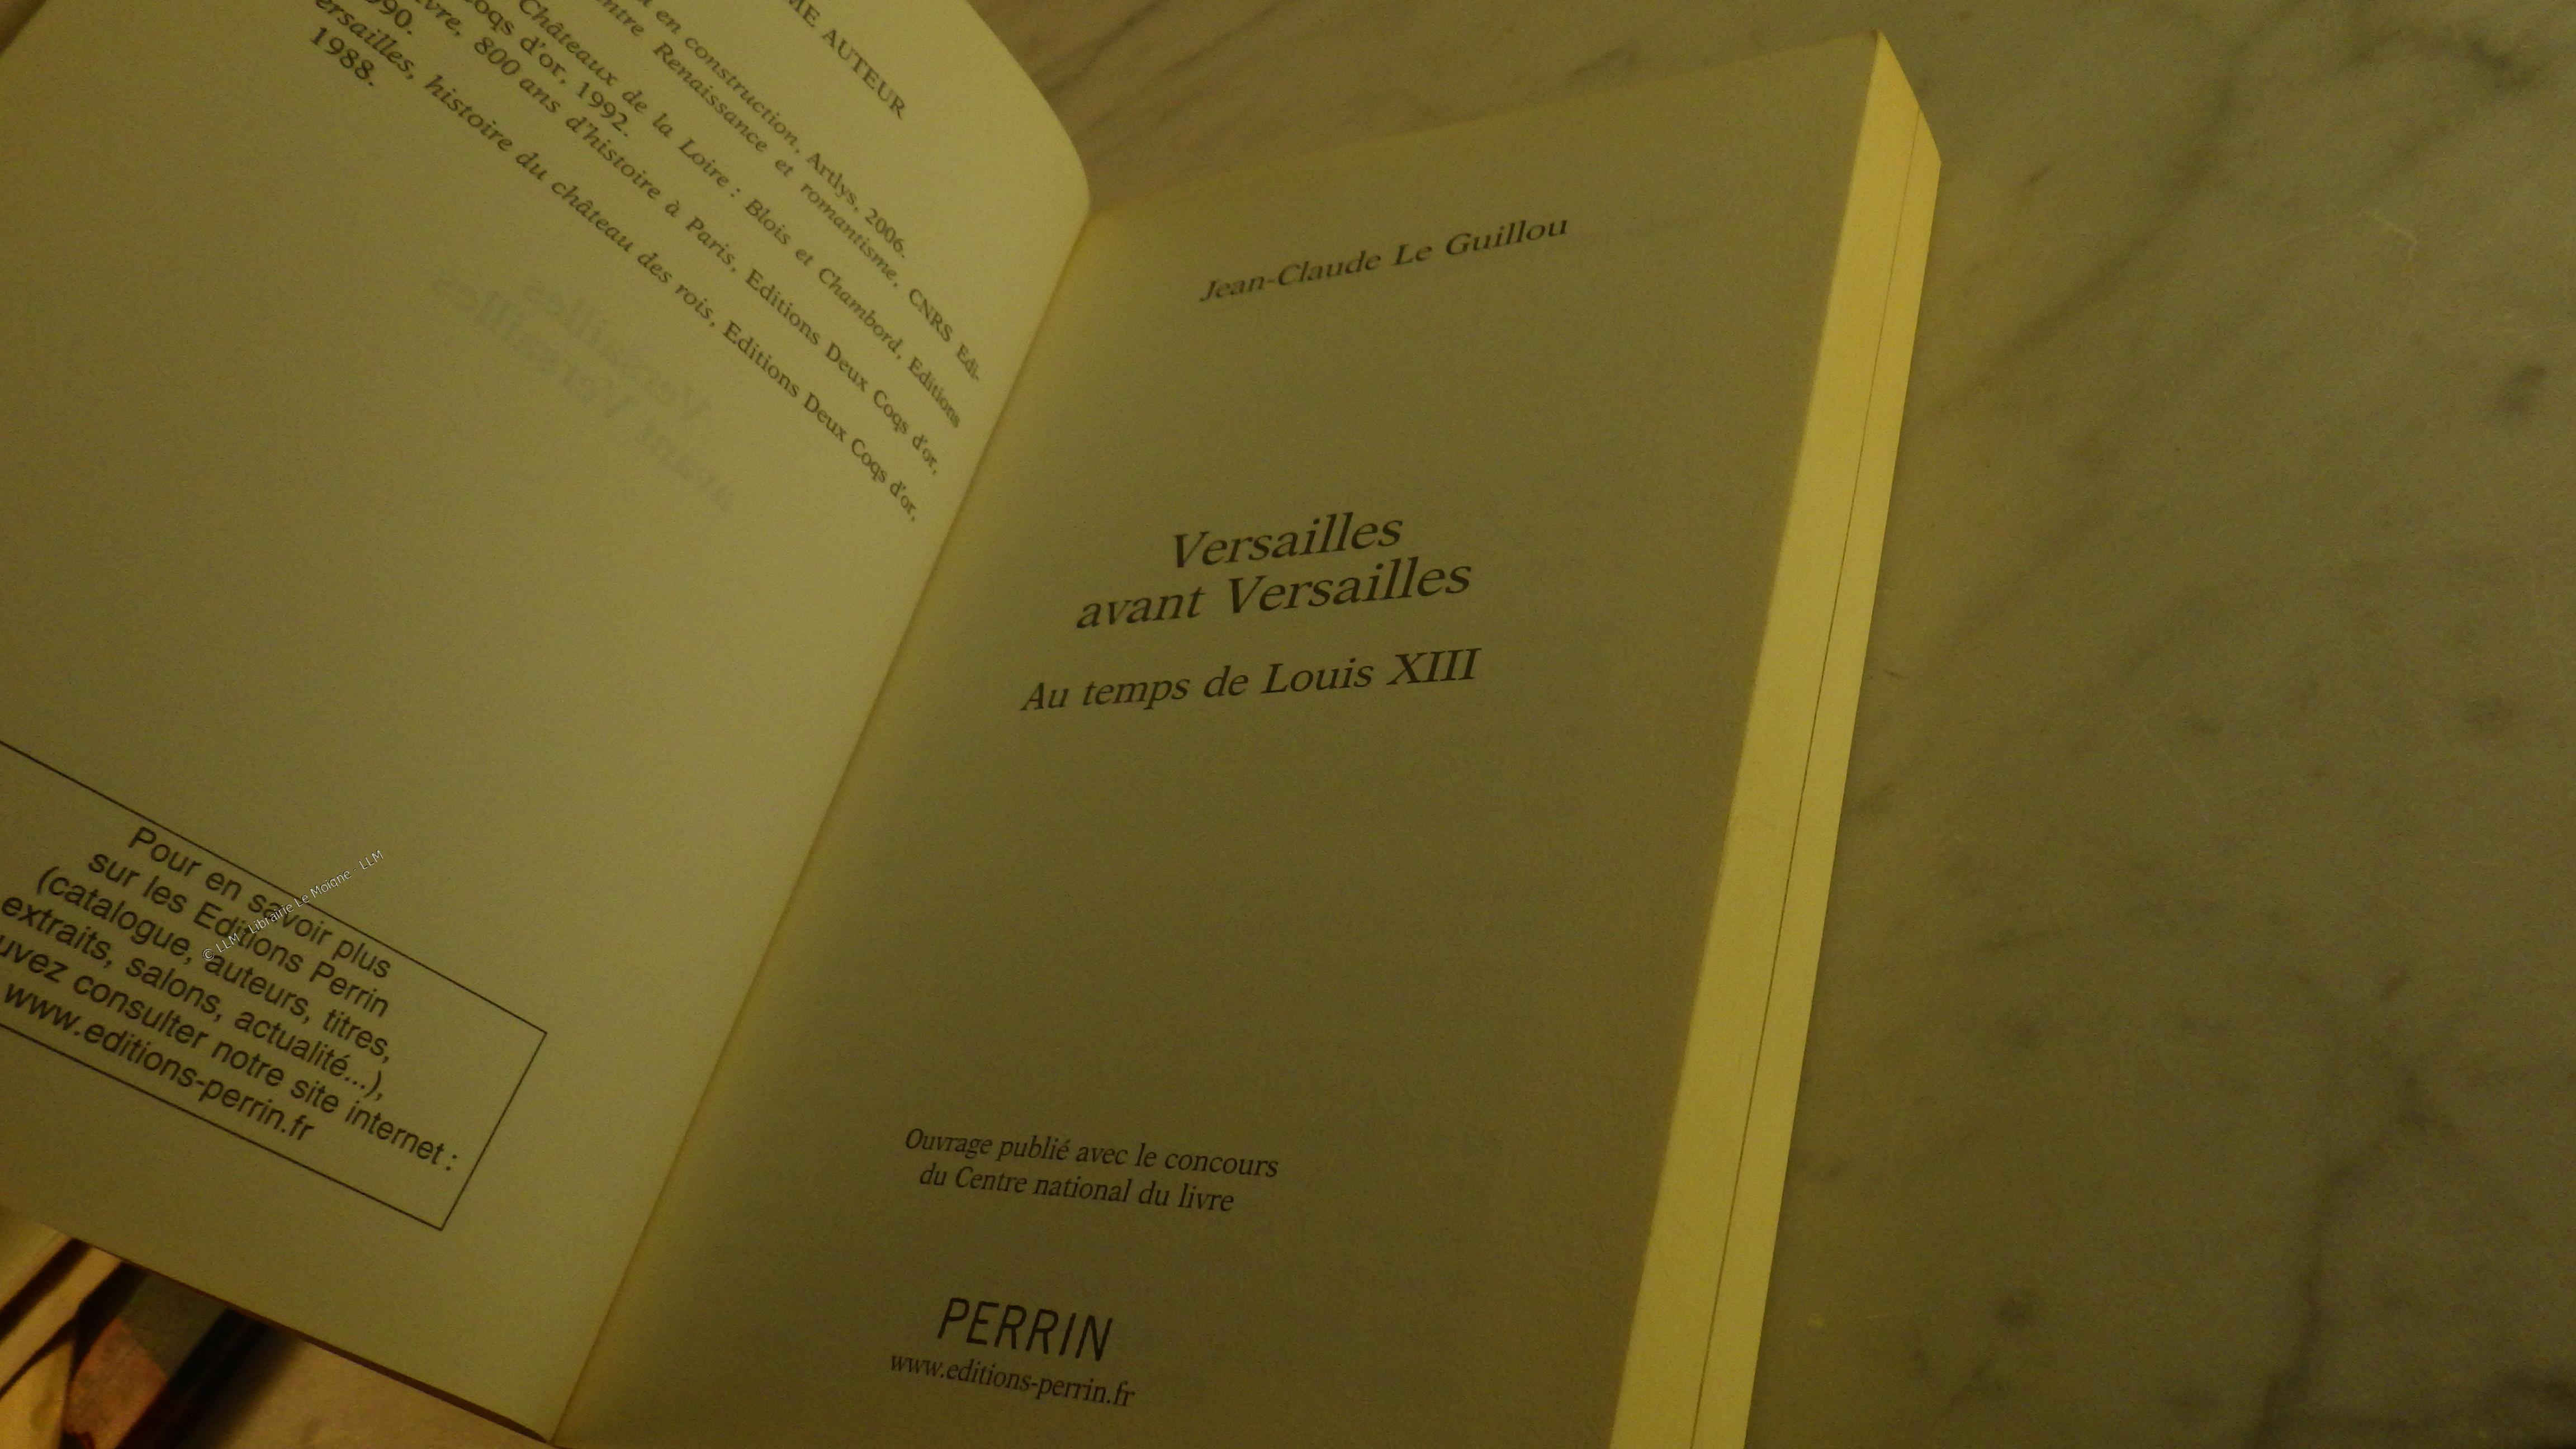 ME AUTEUR
en construction, Artlys, 2006.
Renaissance et romantisme, CNRS Edi-
Châteaux de la Loire : Blois et Chambord, Editions
coqs d'or, 1992.
800 ans d'histoire à Paris, Editions Deux Coqs d'or,
990.
ersailles, histoire du château des rois, Editions Deux Coqs d'or,
1988.
Pour en savoir plus
sur les Editions Perrin
(catalogue, auteurs, titres,
extraits, salons, actualité...),
uvez consulter notre site internet :
www.editions-perrin.fr
© LLM - Librairie Le Moigne - LLM
Jean-Claude Le Guillou
Versailles
avant Versailles
Au temps de Louis XIII
Ouvrage publié avec le concours
du Centre national du livre
PERRIN
www.editions-perrin.fr